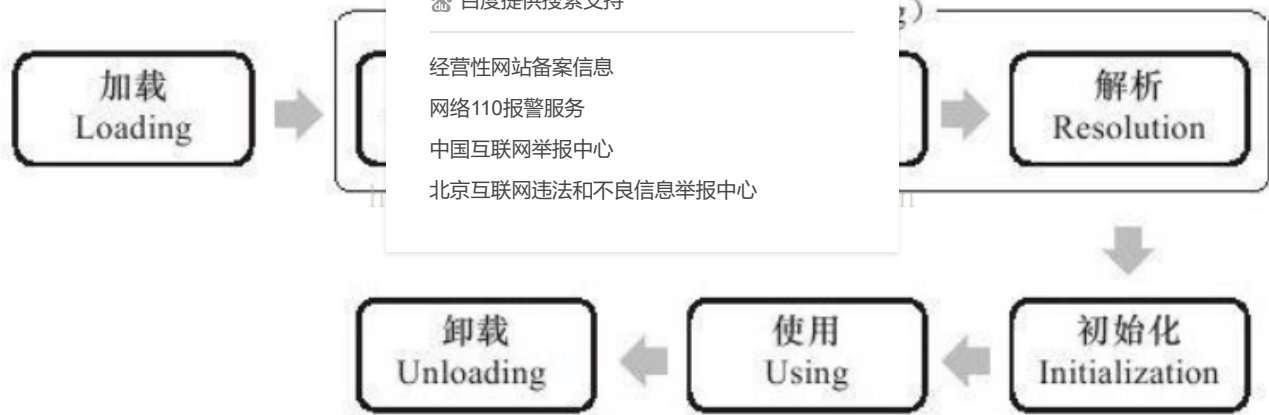 百度提供搜索支持
g）
加载
Loading
经营性网站备案信息
网络110报警服务
中国互联网举报中心
北京互联网违法和不良信息举报中心
解析
Resolution
卸载
Unloading
使用
Using
初始化
Initialization